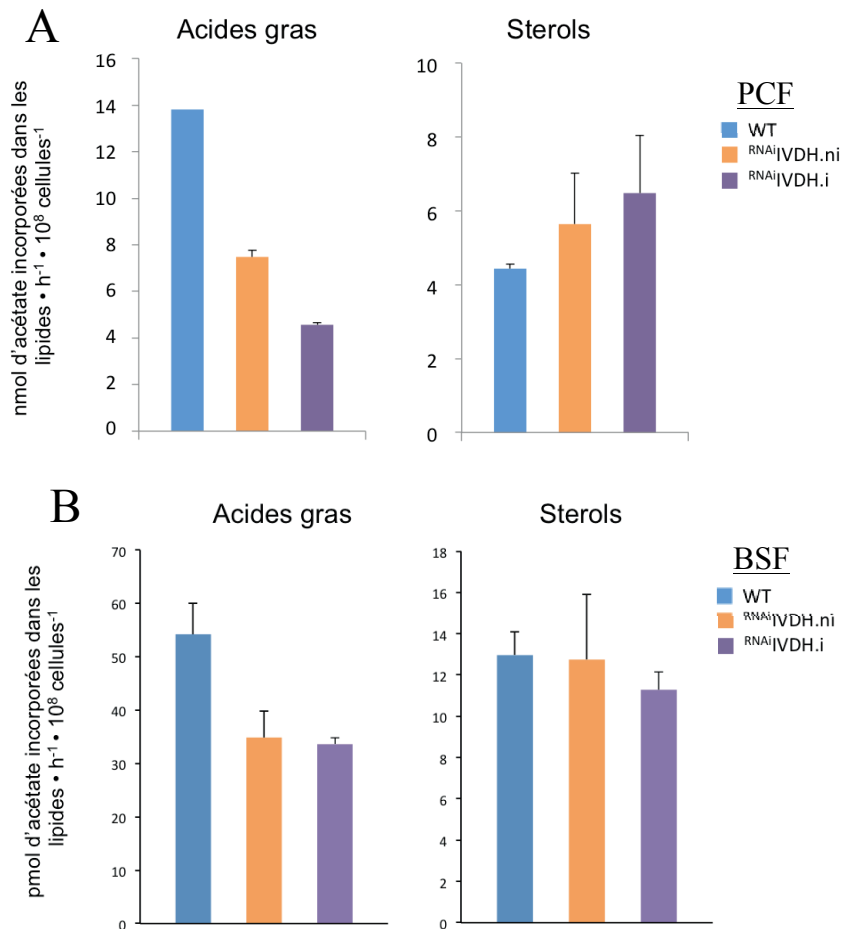 A
Acides gras
Sterols
nmol d'acétate incorporées dans les
lipides • h-1 • 10⁸ cellules-1
16
14
12
10
8
6
4
2
0
10
8
6
4
2
0
PCF
WT
RNAiIVDH.ni
RNAiIVDH.i
B
Acides gras
Sterols
pmol d'acétate incorporées dans les
lipides • h-1 • 10⁸ cellules-1
70
60
50
40
30
20
10
0
18
16
14
12
10
8
6
4
2
0
BSF
WT
RNAiIVDH.ni
RNAiIVDH.i